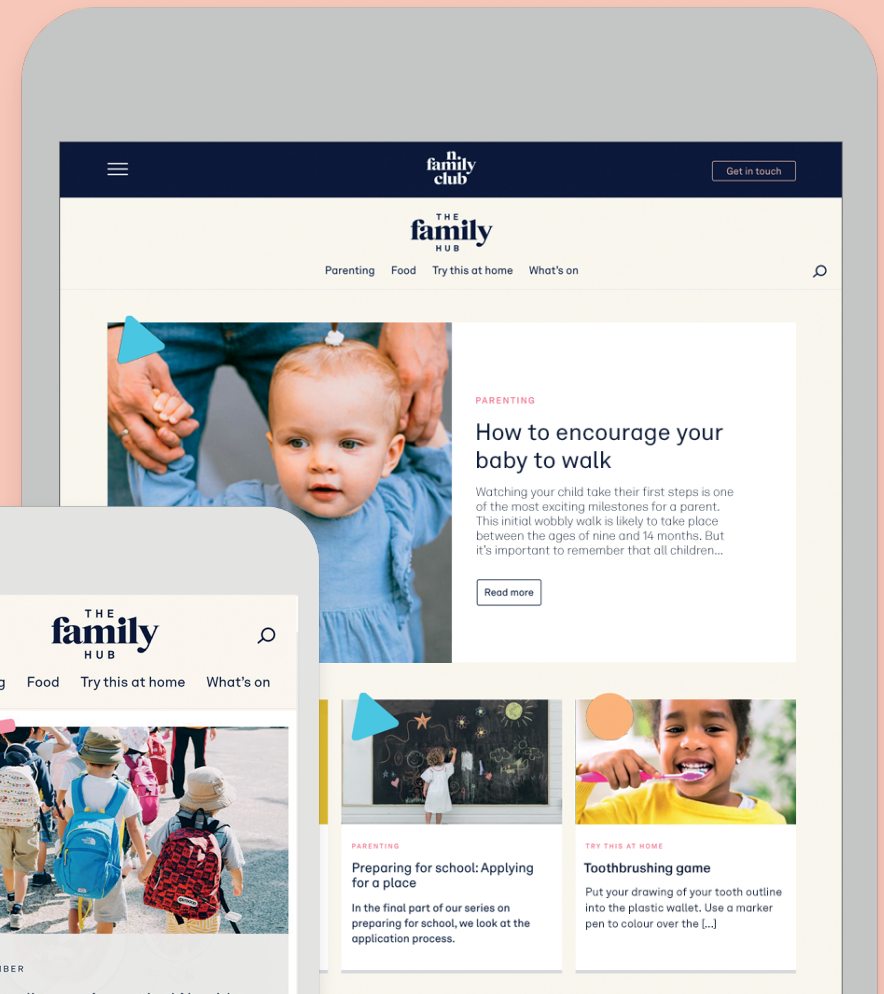 n.
family
club
Get in touch
THE
family
HUB
Parenting Food Try this at home What's on
PARENTING
How to encourage your
baby to walk
Watching your child take their first steps is one
of the most exciting milestones for a parent.
This initial wobbly walk is likely to take place
between the ages of nine and 14 months. But
it's important to remember that all children...
Read more
THE
family
HUB
Food Try this at home What's on
OUTDOOR
PARENTING
Preparing for school: Applying
for a place
In the final part of our series on
preparing for school, we look at the
application process.
TRY THIS AT HOME
Toothbrushing game
Put your drawing of your tooth outline
into the plastic wallet. Use a marker
pen to colour over the [...]